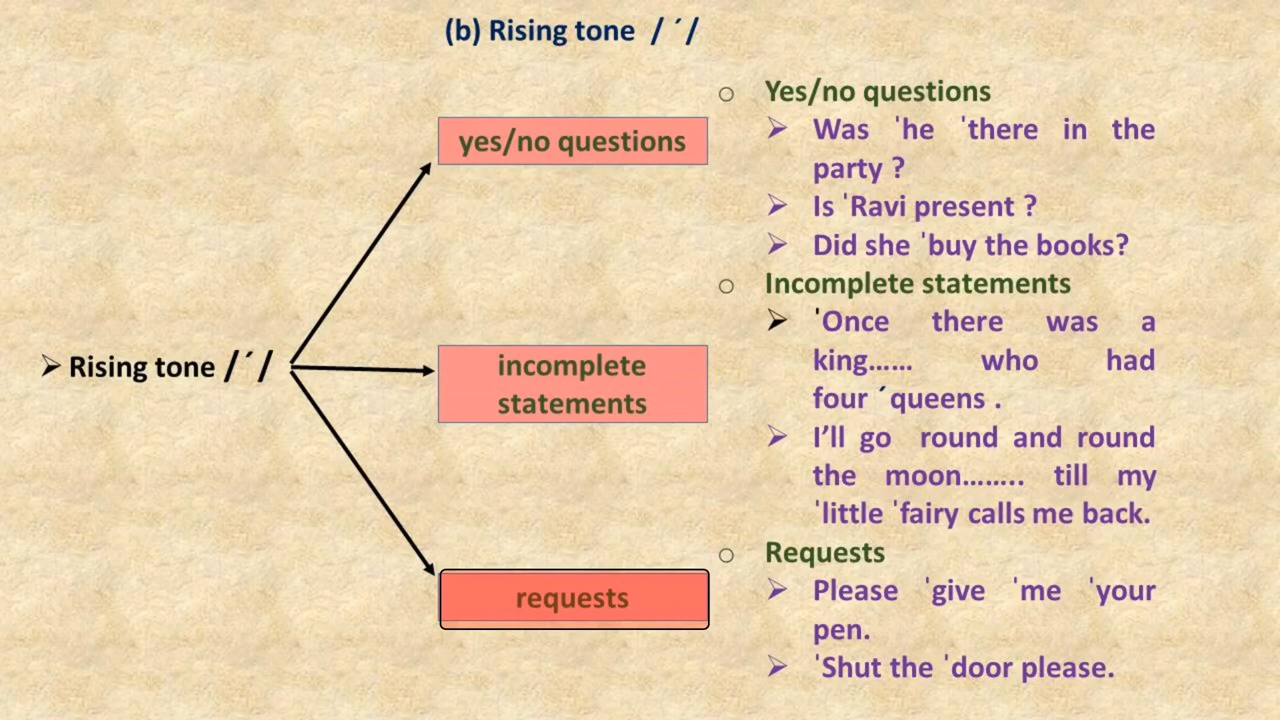 (b) Rising tone / ´/
➢ Rising tone /´/
yes/no questions
incomplete
statements
requests
o Yes/no questions
➢ Was ˈhe ˈthere in the
party ?
➢ Is ˈRavi present ?
➢ Did she ˈbuy the books?
o Incomplete statements
➢ ˈOnce there was a
king…… who had
four ´queens .
➢ I’ll go round and round
the moon…….. till my
ˈlittle ˈfairy calls me back.
o Requests
➢ Please ˈgive ˈme ˈyour
pen.
➢ ˈShut the ˈdoor please.